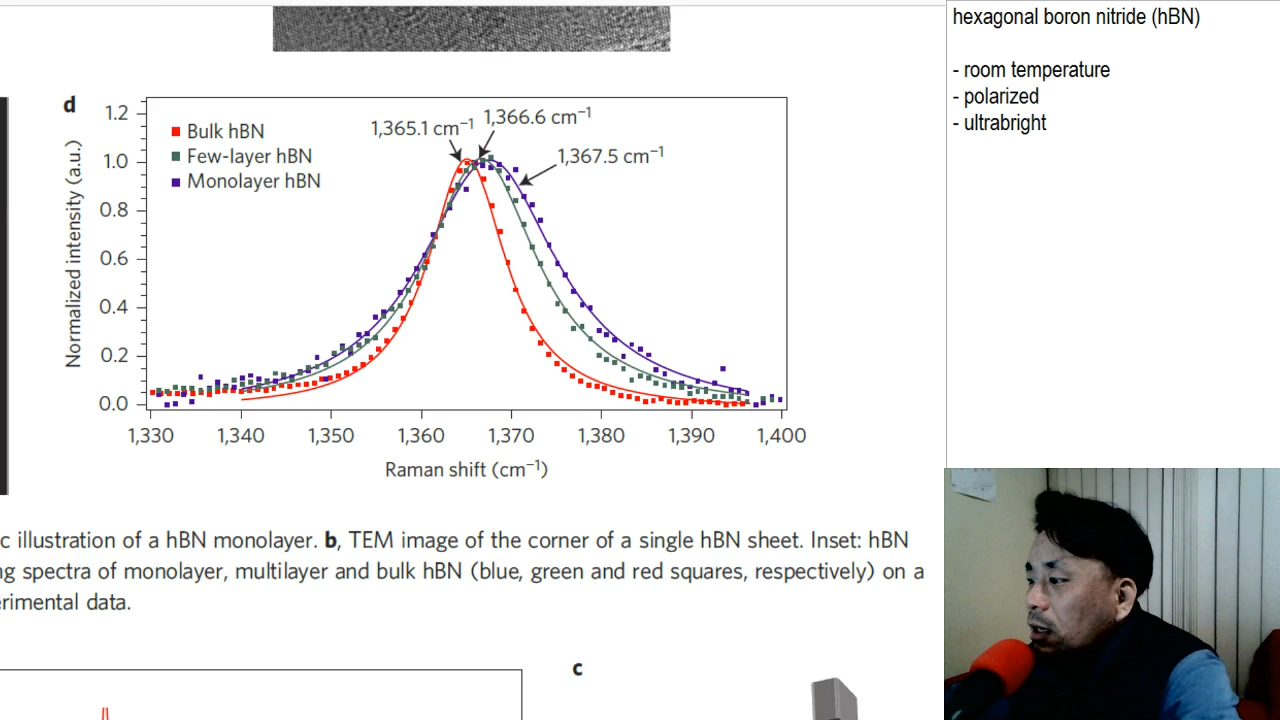 hexagonal boron nitride (hBN)
- room temperature
- polarized
- ultrabright
d
1.2
1.0
0.8
0.6
0.4
0.2
0.0
Normalized intensity (a.u.)
Bulk hBN
Few-layer hBN
Monolayer hBN
1,365.1 cm⁻¹
1,366.6 cm⁻¹
1,367.5 cm⁻¹
1,330 1,340 1,350 1,360 1,370 1,380 1,390 1,400
Raman shift (cm⁻¹)
c illustration of a hBN monolayer. b, TEM image of the corner of a single hBN sheet. Inset: hBN
ng spectra of monolayer, multilayer and bulk hBN (blue, green and red squares, respectively) on a
erimental data.
c